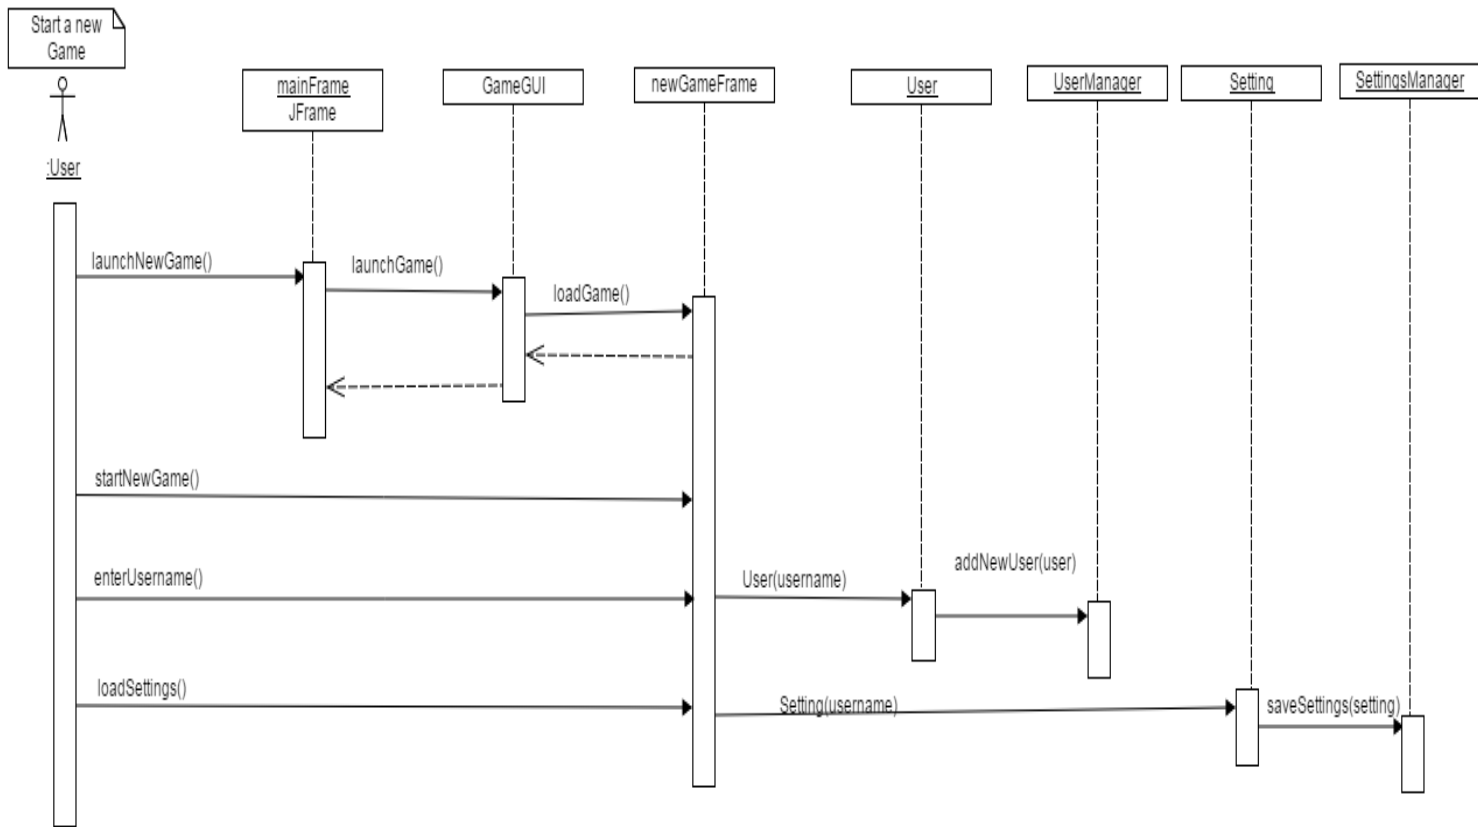 Start a new
Game
:User
mainFrame
JFrame
GameGUI
newGameFrame
User
UserManager
Setting
SettingsManager
launchNewGame()
launchGame()
loadGame()
startNewGame()
enterUsername()
User(username)
addNewUser(user)
loadSettings()
Setting(username)
saveSettings(setting)